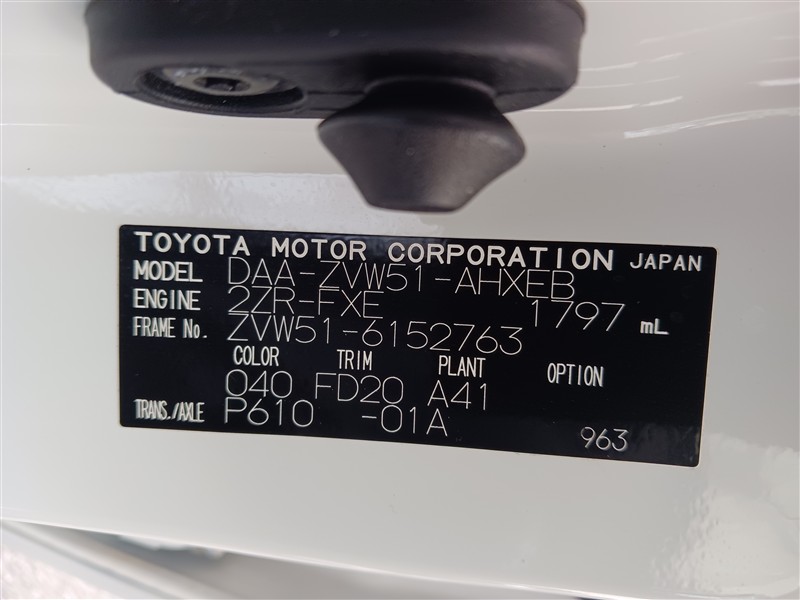 TOYOTA MOTOR CORPORATION JAPAN
MODEL DAA-ZVW51-AHXEB
ENGINE 2ZR-FXE 1797 mL
FRAME No. ZVW51-6152763
COLOR TRIM PLANT OPTION
040 FD20 A41
TRANS./AXLE P610 -01A
963